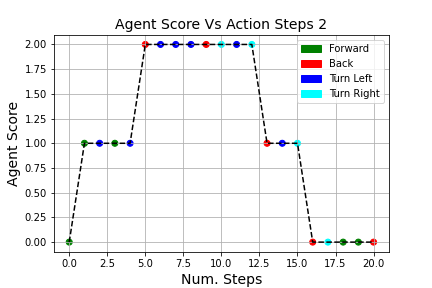 Agent Score Vs Action Steps 2
2.00
1.75
1.50
1.25
1.00
0.75
0.50
0.25
0.00
Agent Score
Forward
Back
Turn Left
Turn Right
0.0 2.5 5.0 7.5 10.0 12.5 15.0 17.5 20.0
Num. Steps